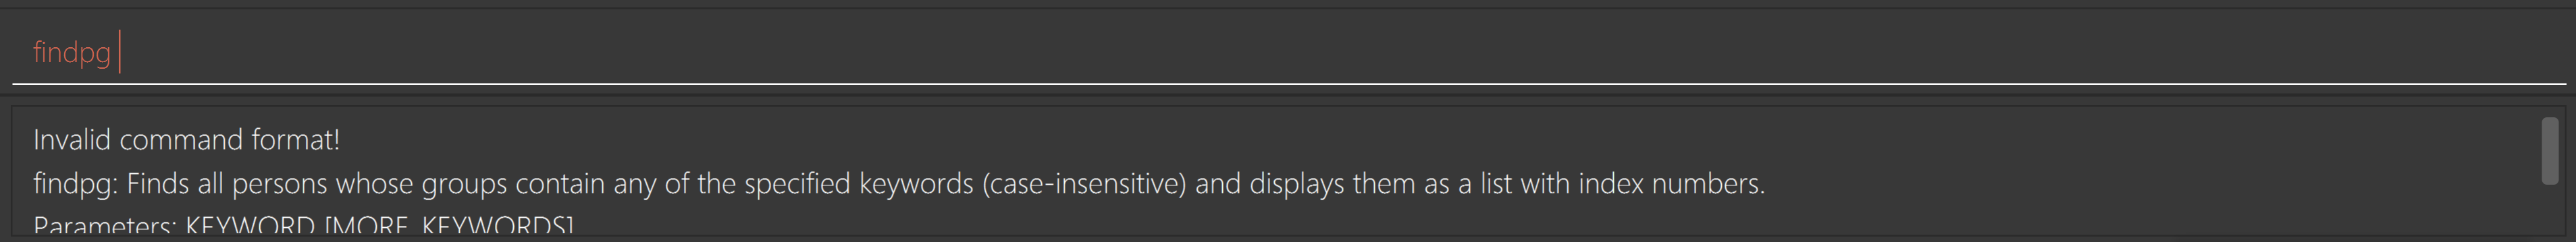 findpg
Invalid command format!
findpg: Finds all persons whose groups contain any of the specified keywords (case-insensitive) and displays them as a list with index numbers.
Parameters: KEYWORD [MORE_KEYWORDS]